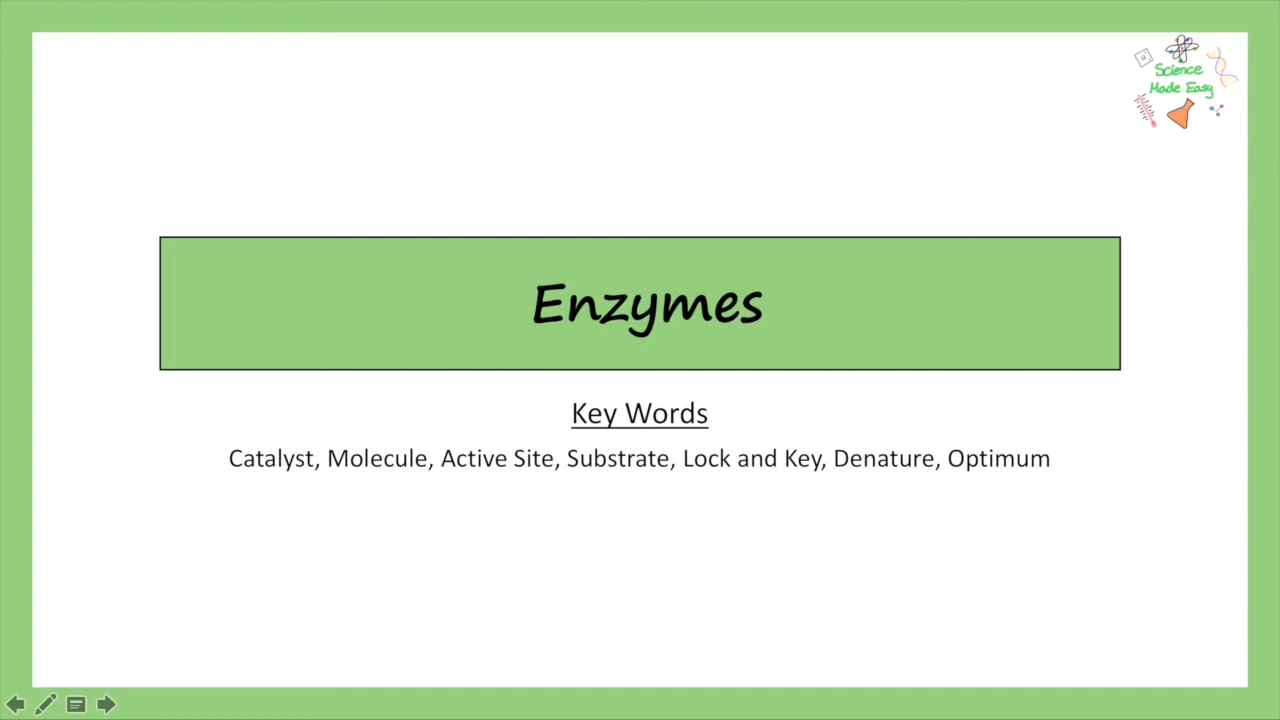 Science
Made Easy
Enzymes
Key Words
Catalyst, Molecule, Active Site, Substrate, Lock and Key, Denature, Optimum